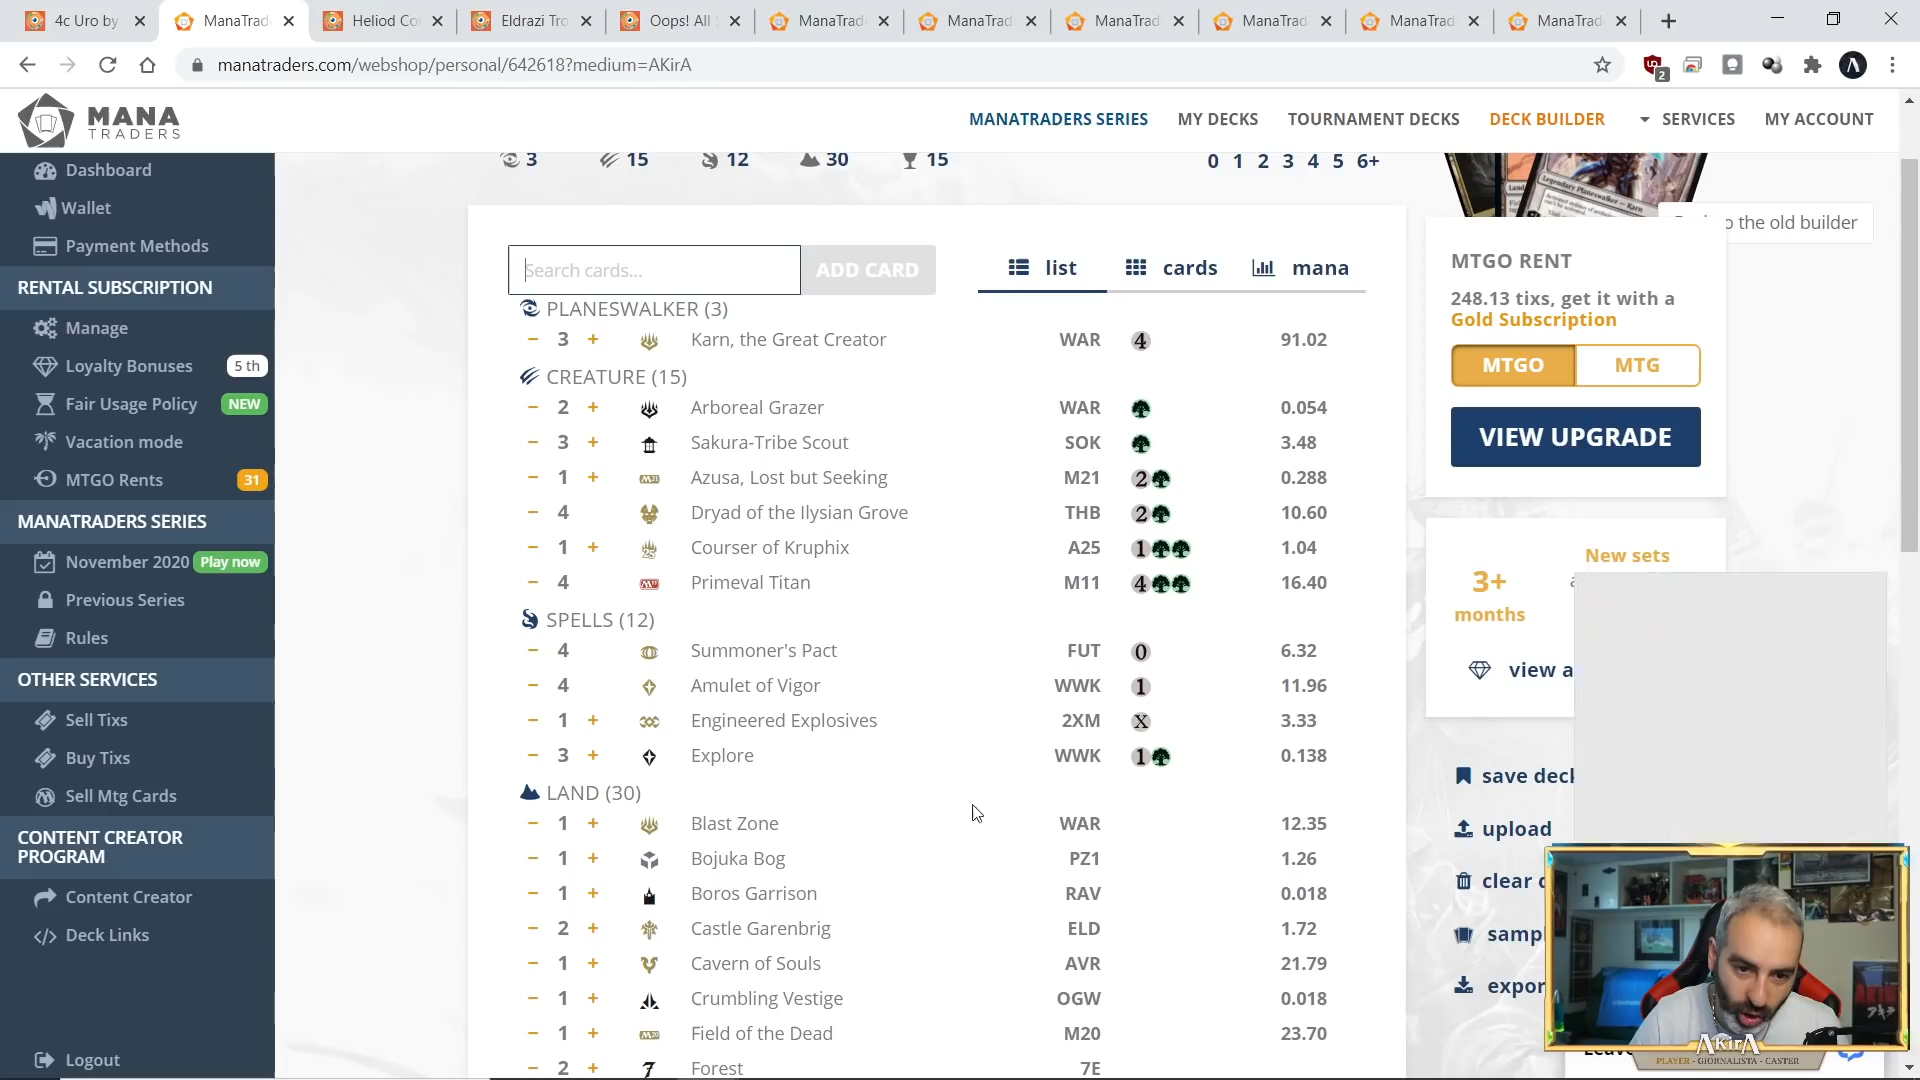 4c Uro by
ManaTrad
Heliod Co
Eldrazi Tro
Oops! All S
ManaTrad
ManaTrad
ManaTrad
ManaTrad
ManaTrad
ManaTrad
manatraders.com/webshop/personal/642618?medium=AKirA
2
MANA
TRADERS
MANATRADERS SERIES
MY DECKS
TOURNAMENT DECKS
DECK BUILDER
SERVICES
MY ACCOUNT
Dashboard
Wallet
Payment Methods
RENTAL SUBSCRIPTION
Manage
Loyalty Bonuses 5 th
Fair Usage Policy NEW
Vacation mode
MTGO Rents 31
MANATRADERS SERIES
November 2020 Play now
Previous Series
Rules
OTHER SERVICES
Sell Tixs
Buy Tixs
Sell Mtg Cards
CONTENT CREATOR
PROGRAM
Content Creator
Deck Links
Logout
3 15 12 30 15
0 1 2 3 4 5 6+
Search cards...
ADD CARD
list
cards
mana
PLANESWALKER (3)
− 3 + Karn, the Great Creator WAR 4 91.02
CREATURE (15)
− 2 + Arboreal Grazer WAR 0.054
− 3 + Sakura-Tribe Scout SOK 3.48
− 1 + Azusa, Lost but Seeking M21 2 0.288
− 4 Dryad of the Ilysian Grove THB 2 10.60
− 1 + Courser of Kruphix A25 1 1.04
− 4 Primeval Titan M11 4 16.40
SPELLS (12)
− 4 Summoner's Pact FUT 0 6.32
− 4 Amulet of Vigor WWK 1 11.96
− 1 + Engineered Explosives 2XM X 3.33
− 3 + Explore WWK 1 0.138
LAND (30)
− 1 + Blast Zone WAR 12.35
− 1 + Bojuka Bog PZ1 1.26
− 1 + Boros Garrison RAV 0.018
− 2 + Castle Garenbrig ELD 1.72
− 1 + Cavern of Souls AVR 21.79
− 1 + Crumbling Vestige OGW 0.018
− 1 + Field of the Dead M20 23.70
− 2 + Forest 7E
Legendary Planeswalker — Karn
o the old builder
MTGO RENT
248.13 tixs, get it with a
Gold Subscription
MTGO
MTG
VIEW UPGRADE
New sets
3+
months
view a
save deck
upload
clear
samp
expor
AKirA
PLAYER - GIORNALISTA - CASTER